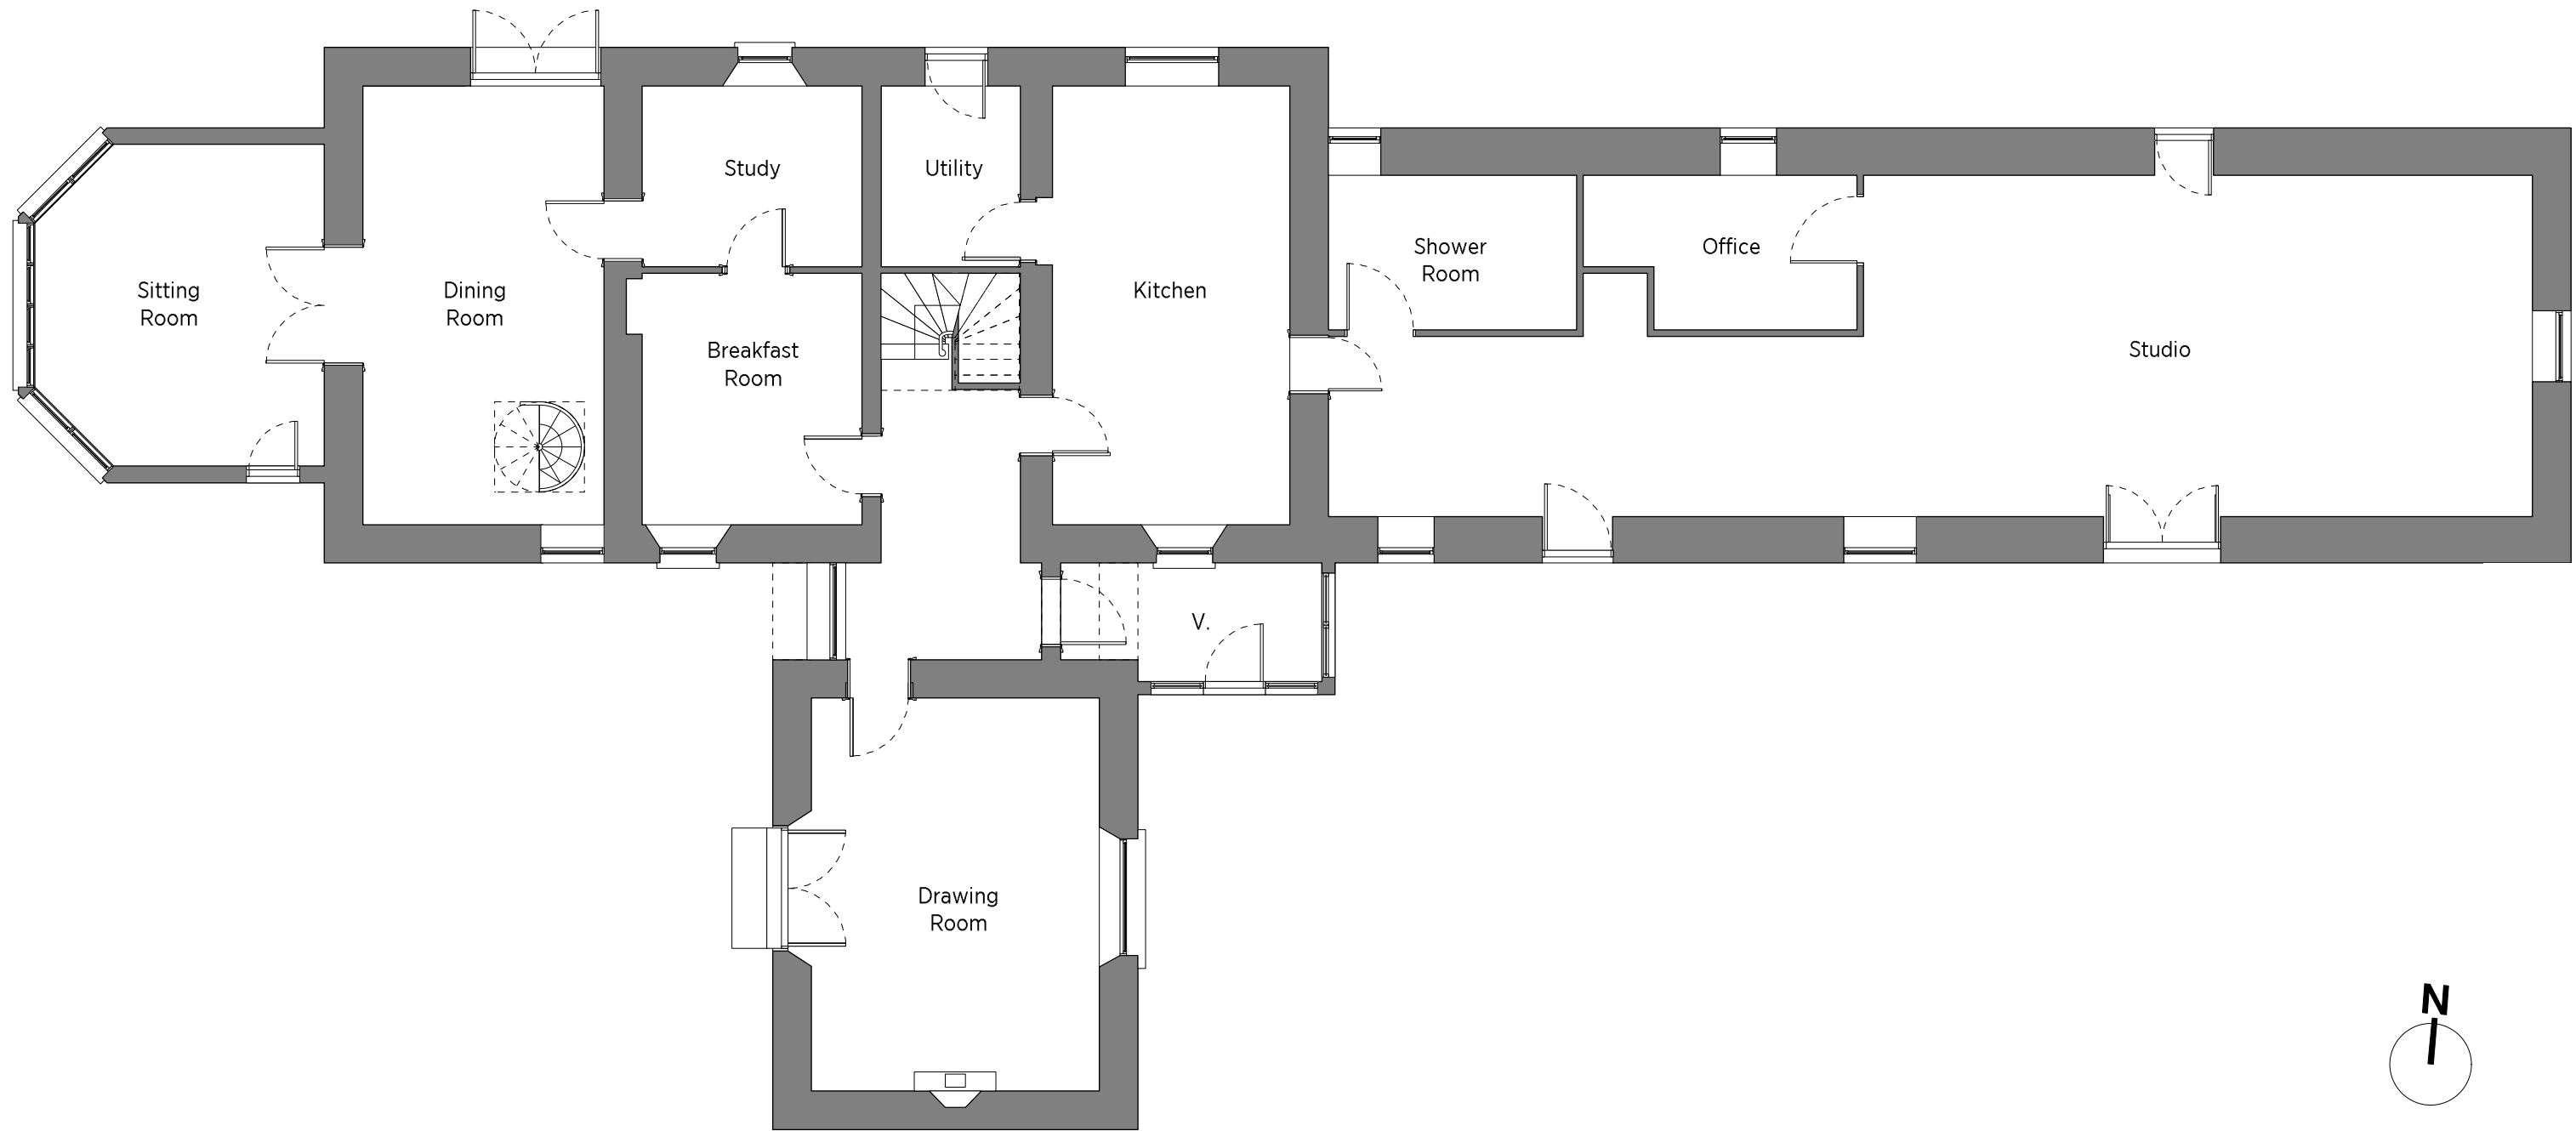 Study
Utility
Sitting
Room
Dining
Room
Breakfast
Room
Kitchen
Shower
Room
Office
Studio
V.
Drawing
Room
N